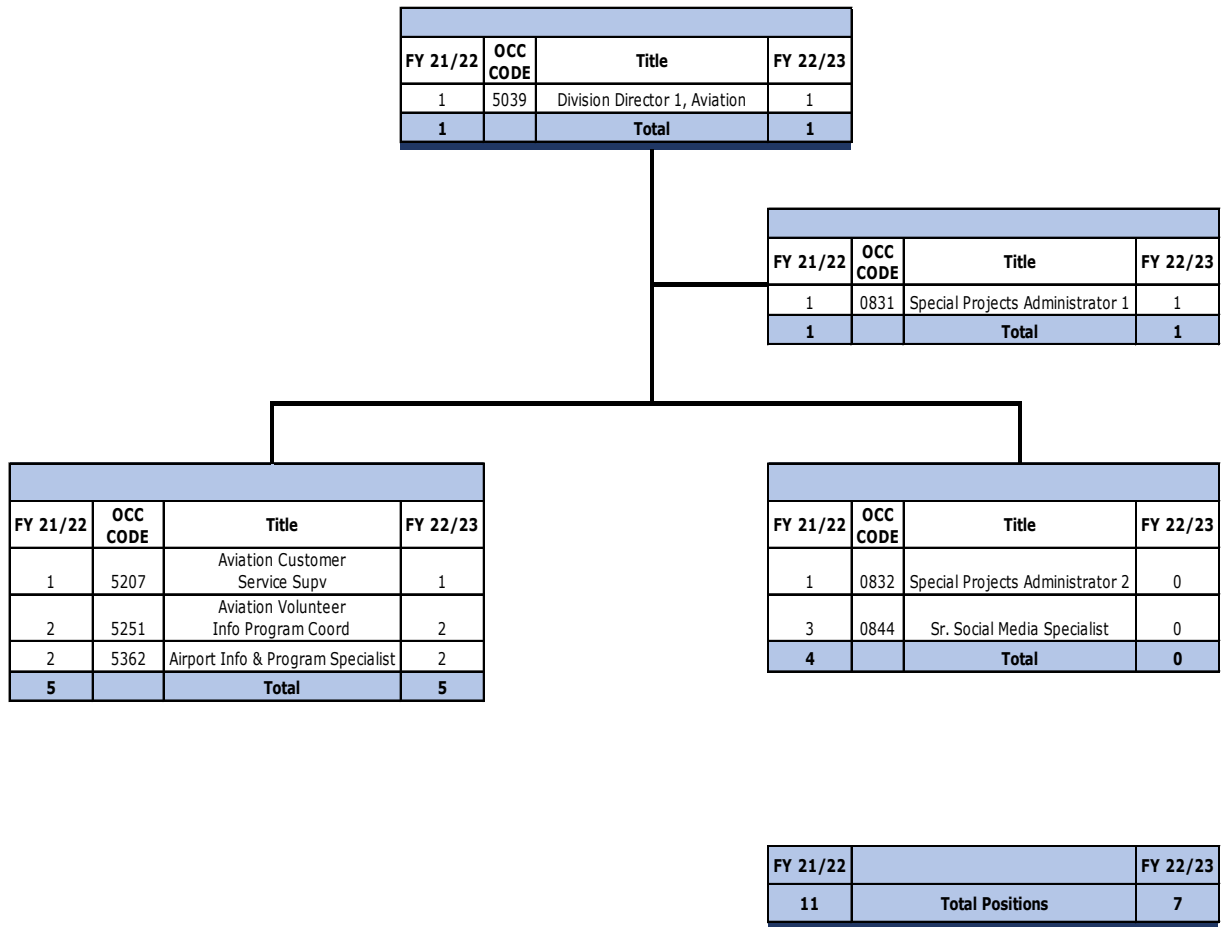 FY 21/22 OCC CODE Title FY 22/23
1 5039 Division Director 1, Aviation 1
1 Total 1
FY 21/22 OCC CODE Title FY 22/23
1 0831 Special Projects Administrator 1 1
1 Total 1
FY 21/22 OCC CODE Title FY 22/23
Aviation Customer
1 5207 Service Supv 1
Aviation Volunteer
2 5251 Info Program Coord 2
2 5362 Airport Info & Program Specialist 2
5 Total 5
FY 21/22 OCC CODE Title FY 22/23
1 0832 Special Projects Administrator 2 0
3 0844 Sr. Social Media Specialist 0
4 Total 0
FY 21/22 FY 22/23
11 Total Positions 7